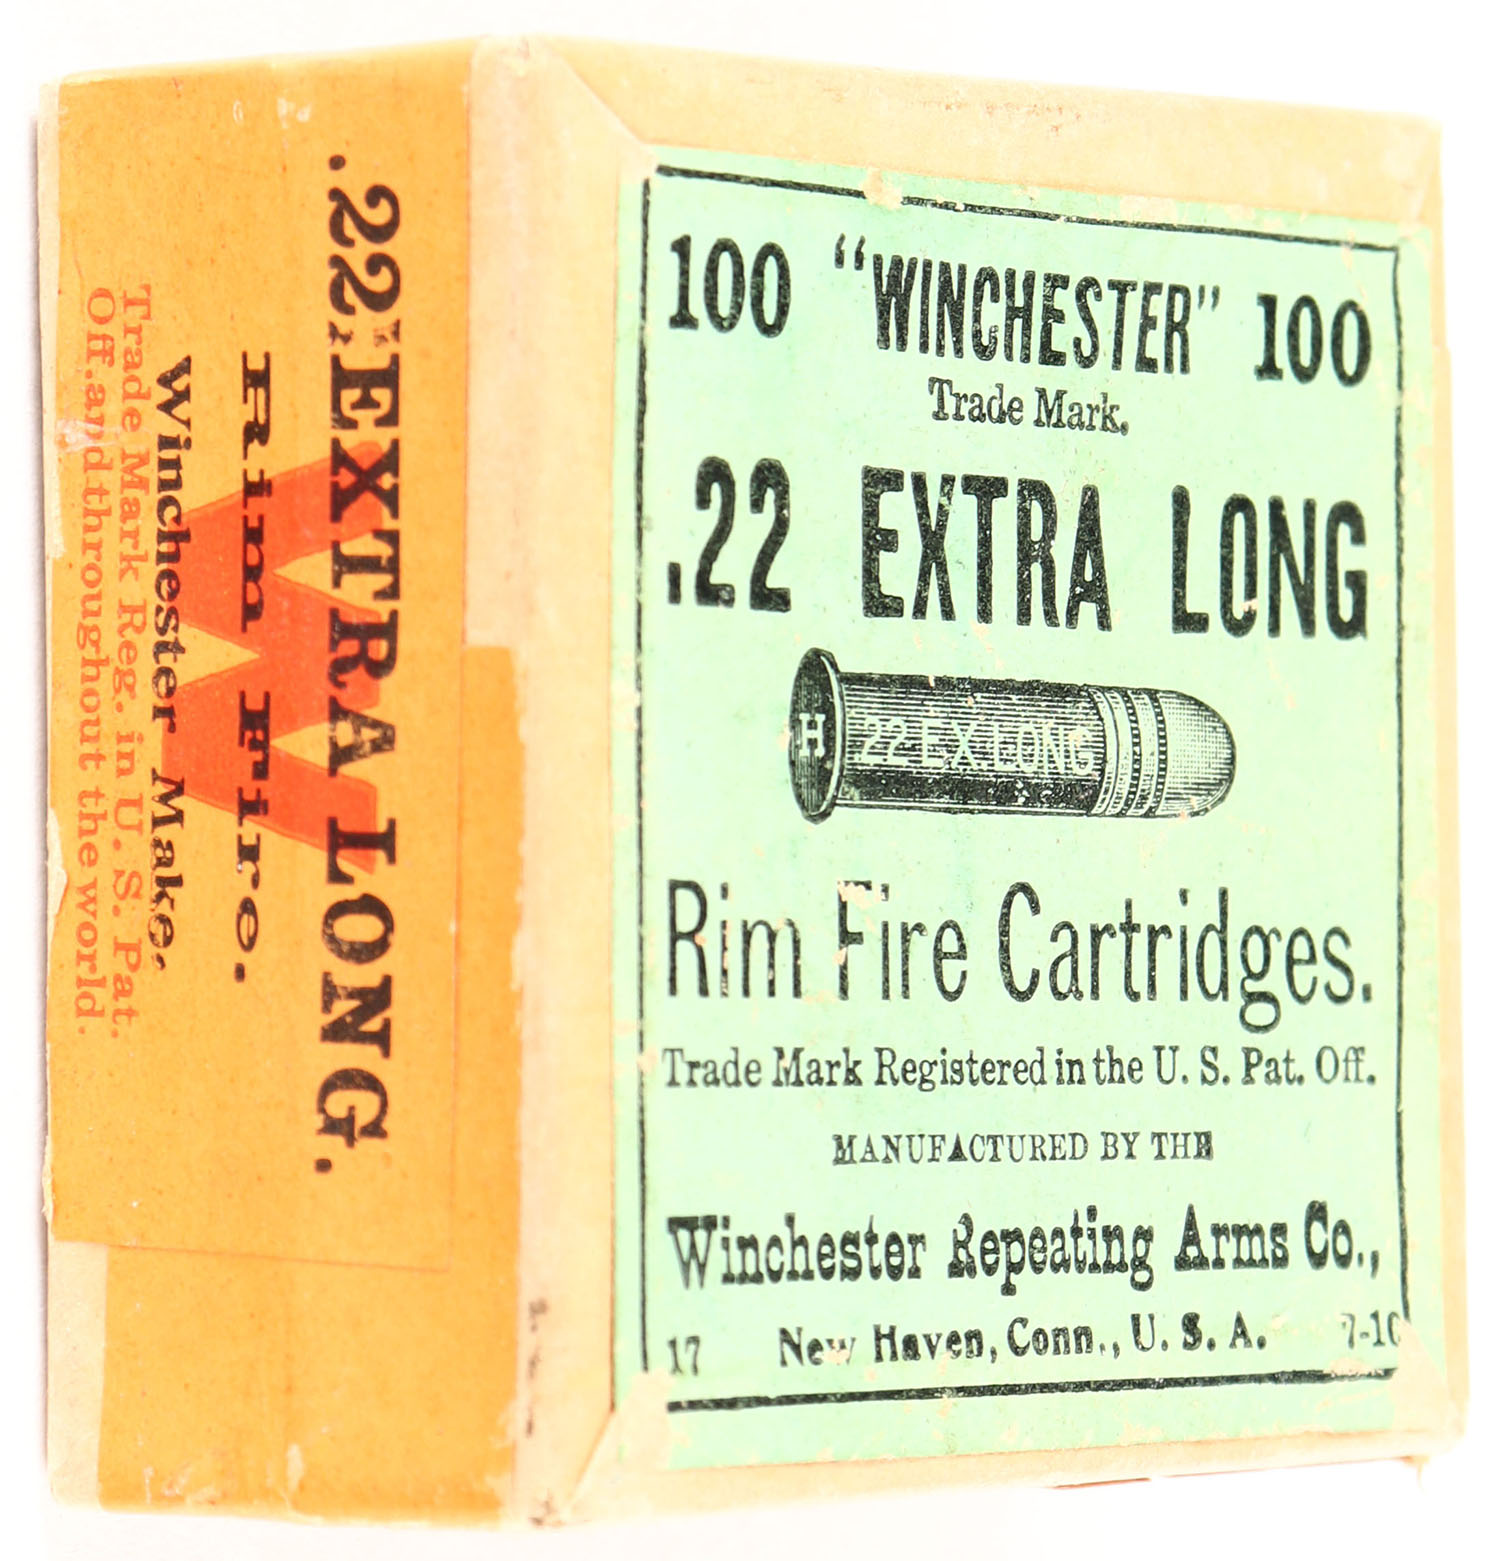 100 "WINCHESTER" 100
Trade Mark.
.22 EXTRA LONG
H 22 EX. LONG
Rim Fire Cartridges.
Trade Mark Registered in the U. S. Pat. Off.
MANUFACTURED BY THE
Winchester Repeating Arms Co.,
17 New Haven, Conn., U. S. A. 7-10
.22 EXTRA LONG.
Rim Fire.
Winchester Make.
Trade Mark Reg. in U. S. Pat.
Off. and throughout the world.
W